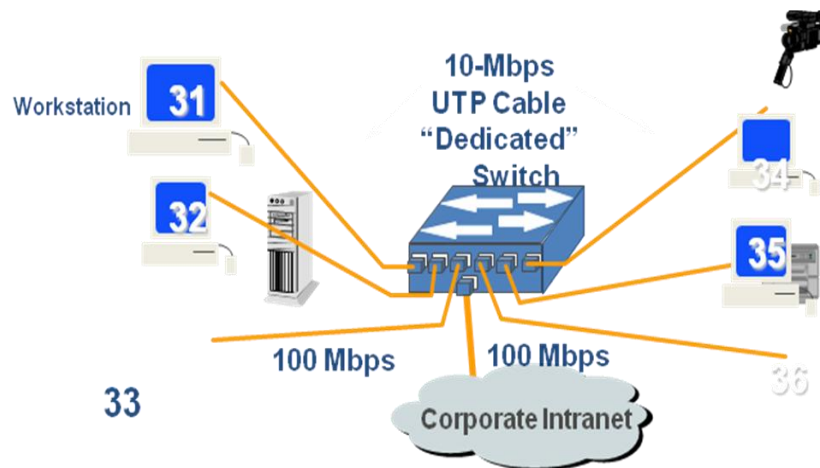 10-Mbps
UTP Cable
“Dedicated”
Switch
Workstation
31
32
33
34
35
36
100 Mbps
100 Mbps
Corporate Intranet